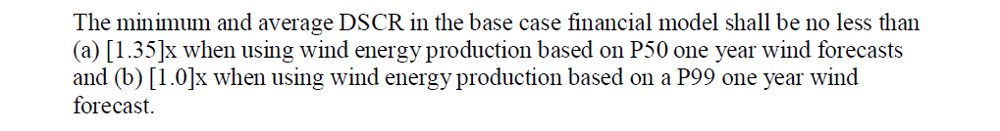 The minimum and average DSCR in the base case financial model shall be no less than
(a) [1.35]x when using wind energy production based on P50 one year wind forecasts
and (b) [1.0]x when using wind energy production based on a P99 one year wind
forecast.